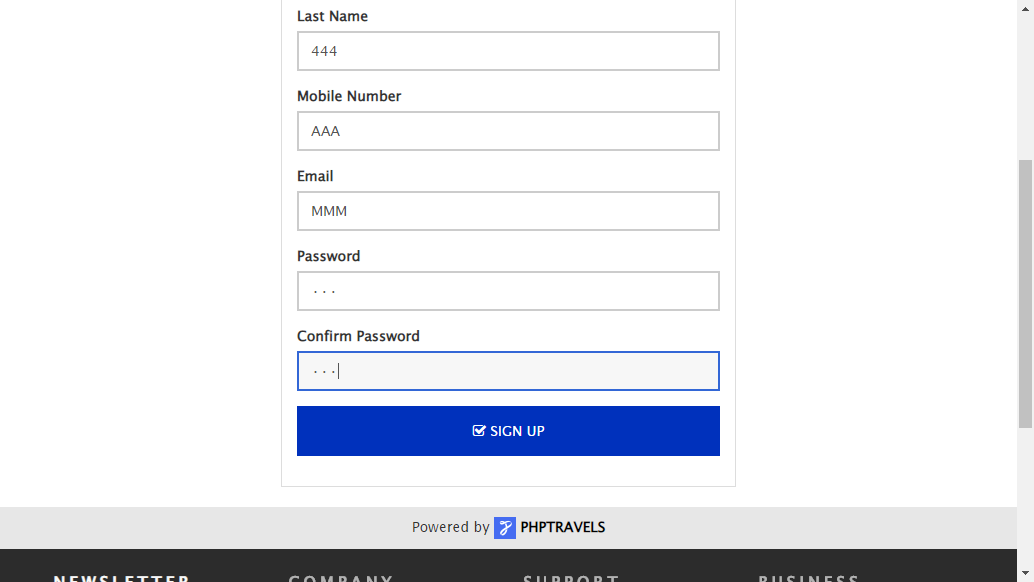 Last Name
444
Mobile Number
AAA
Email
MMM
Password
...
Confirm Password
...
SIGN UP
Powered by PHPTRAVELS
NEWSLETTER COMPANY SUPPORT BUSINESS